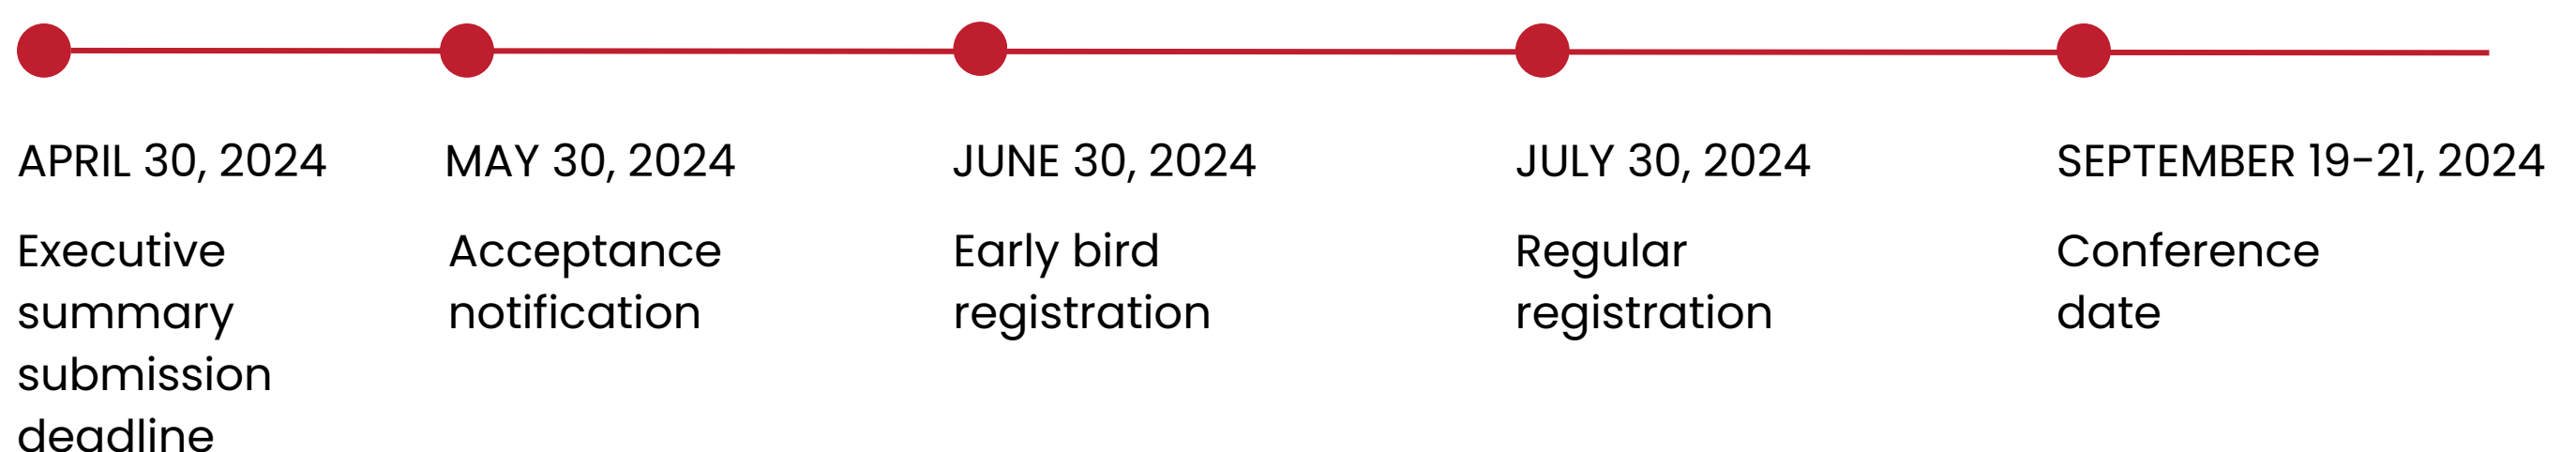 APRIL 30, 2024
Executive
summary
submission
deadline
MAY 30, 2024
Acceptance
notification
JUNE 30, 2024
Early bird
registration
JULY 30, 2024
Regular
registration
SEPTEMBER 19-21, 2024
Conference
date